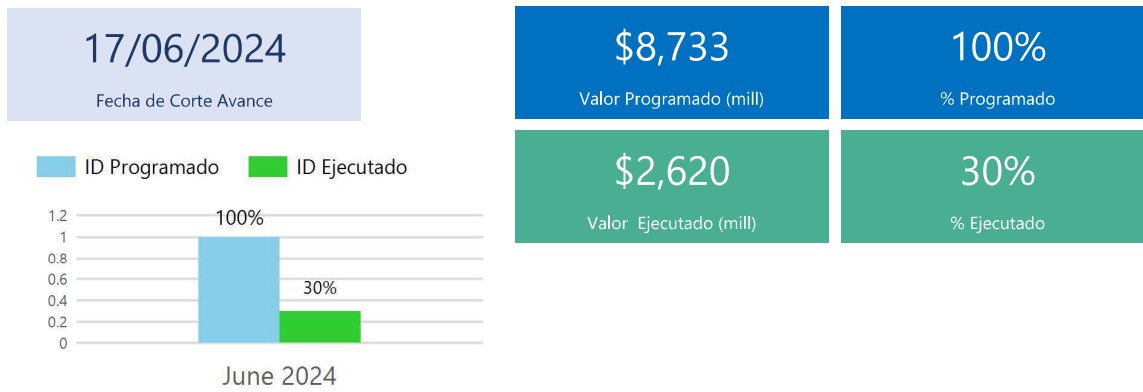 17/06/2024
Fecha de Corte Avance
$8,733
Valor Programado (mill)
100%
% Programado
$2,620
Valor Ejecutado (mill)
30%
% Ejecutado
ID Programado
ID Ejecutado
1.2
1
0.8
0.6
0.4
0.2
0
100%
30%
June 2024